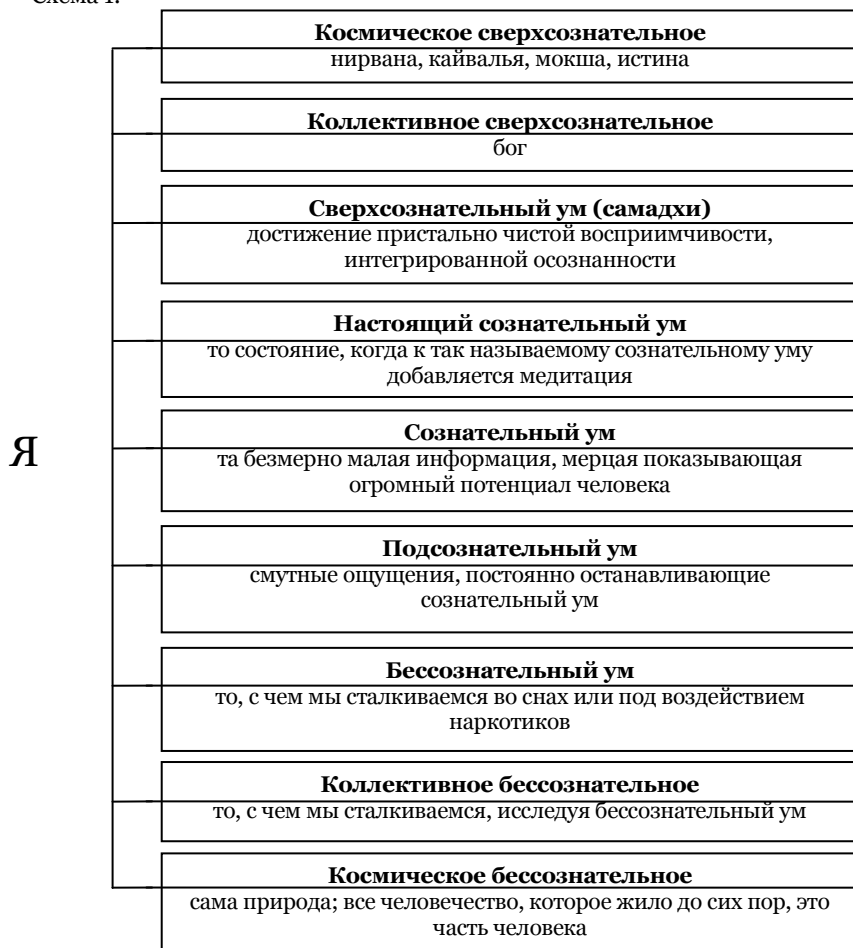 Схема 1.
Космическое сверхсознательное
нирвана, кайвалья, мокша, истина
Коллективное сверхсознательное
бог
Сверхсознательный ум (самадхи)
достижение пристально чистой восприимчивости,
интегрированной осознанности
Настоящий сознательный ум
то состояние, когда к так называемому сознательному уму
добавляется медитация
Я
Сознательный ум
та безмерно малая информация, мерцая показывающая
огромный потенциал человека
Подсознательный ум
смутные ощущения, постоянно останавливающие
сознательный ум
Бессознательный ум
то, с чем мы сталкиваемся во снах или под воздействием
наркотиков
Коллективное бессознательное
то, с чем мы сталкиваемся, исследуя бессознательный ум
Космическое бессознательное
сама природа; все человечество, которое жило до сих пор, это
часть человека